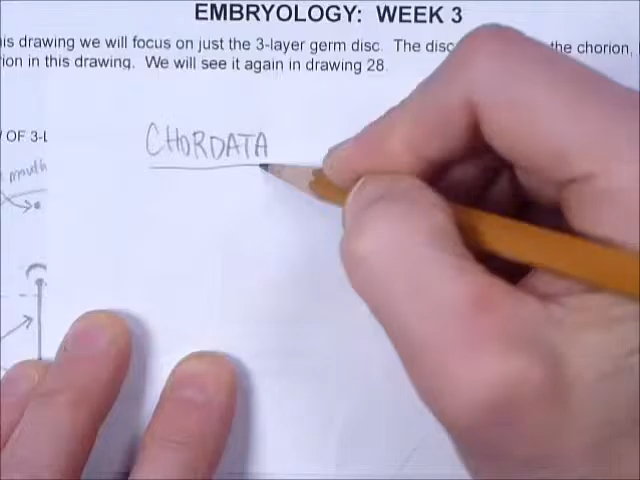 EMBRYOLOGY: WEEK 3
is drawing we will focus on just the 3-layer germ disc. The disc the chorion,
ion in this drawing. We will see it again in drawing 28.
OF 3-L
CHORDATA
mouth